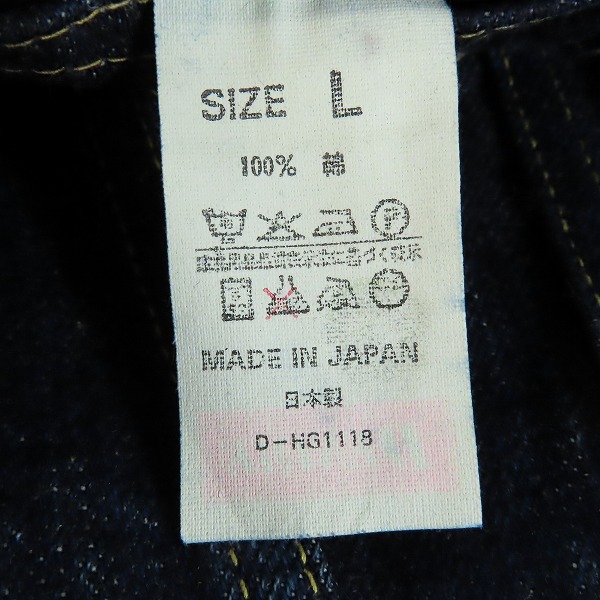 SIZE L
100% 綿
MADE IN JAPAN
日本製
D-HG1118